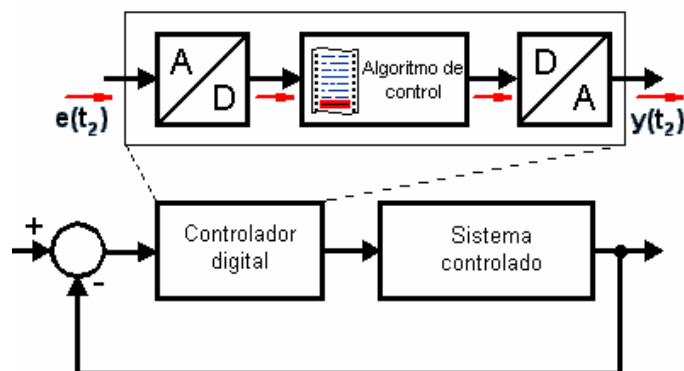 A
D
Algoritmo de
control
D
A
e(t₂)
y(t₂)
+
-
Controlador
digital
Sistema
controlado